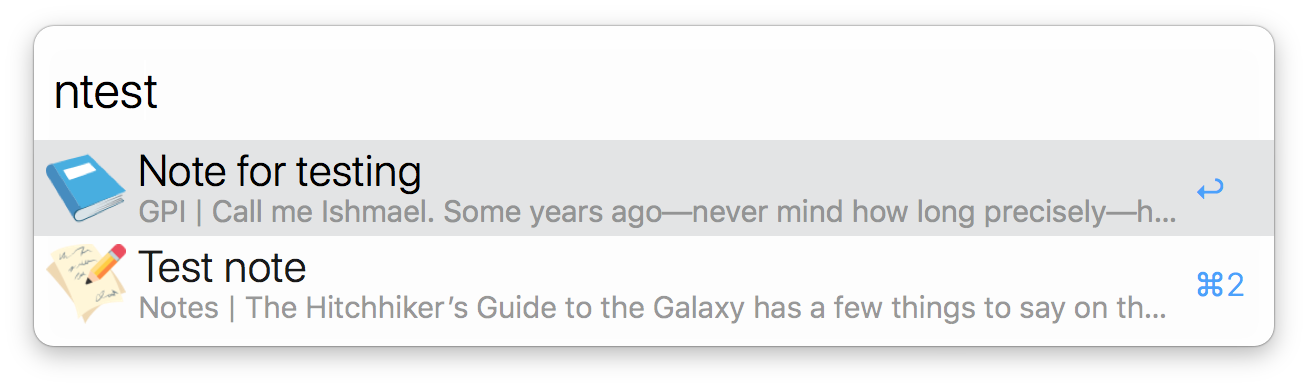 ntest
Note for testing
GPI | Call me Ishmael. Some years ago—never mind how long precisely—h...
↩
Test note
Notes | The Hitchhiker’s Guide to the Galaxy has a few things to say on th...
⌘2